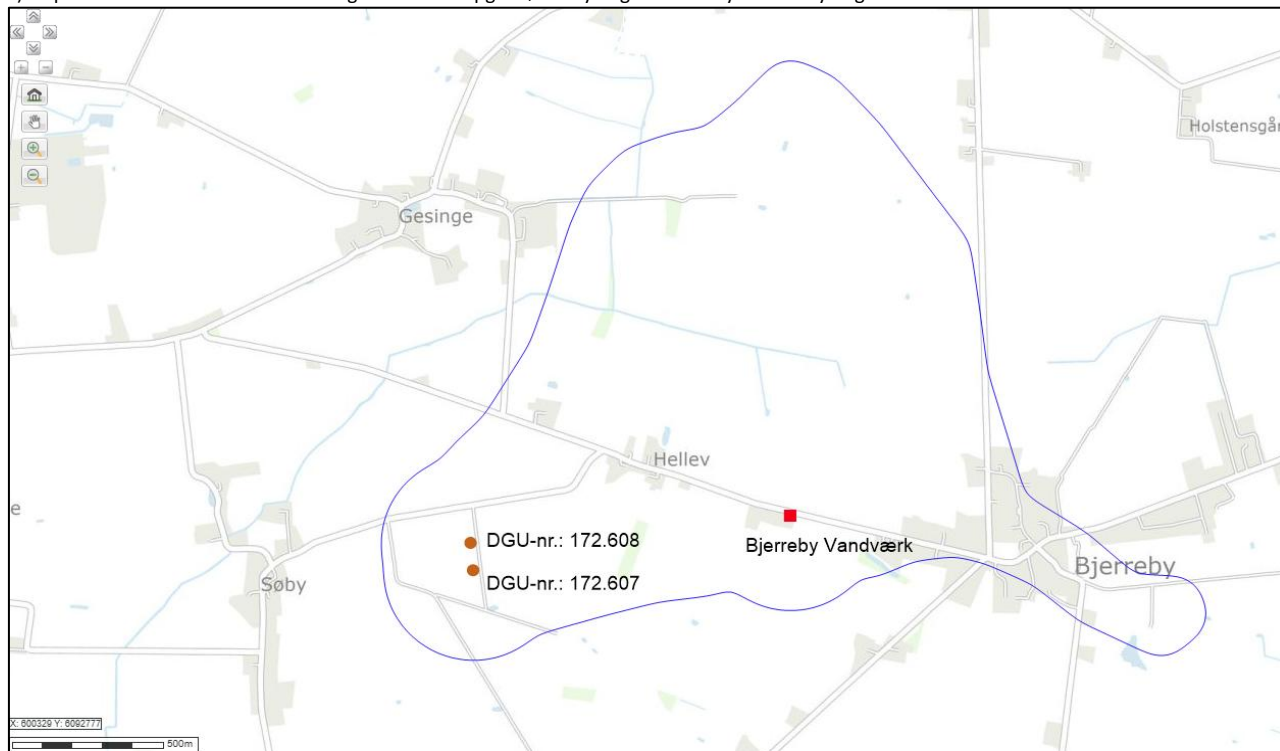 Holstensgår
Gesinge
Hellev
e
DGU-nr.: 172.608
Bjerreby Vandværk
DGU-nr.: 172.607
Søby
Bjerreby
X: 600329 Y: 6092777
500m